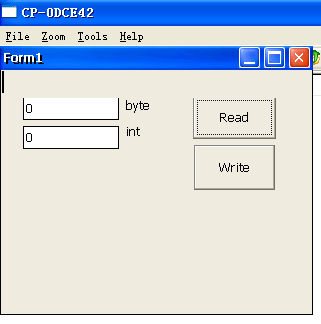 CP-0DCE42
File Zoom Tools Help
Form1
0 byte Read
0 int
Write